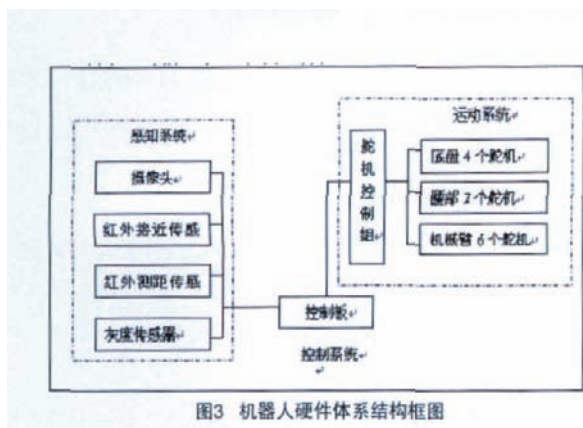 感知系统
摄像头
红外接近传感
红外测距传感
灰度传感器
控制板
控制系统
运动系统
舵机控制组
底盘 4 个舵机
腰部 2 个舵机
机械臂 6 个舵机
图3 机器人硬件体系结构框图